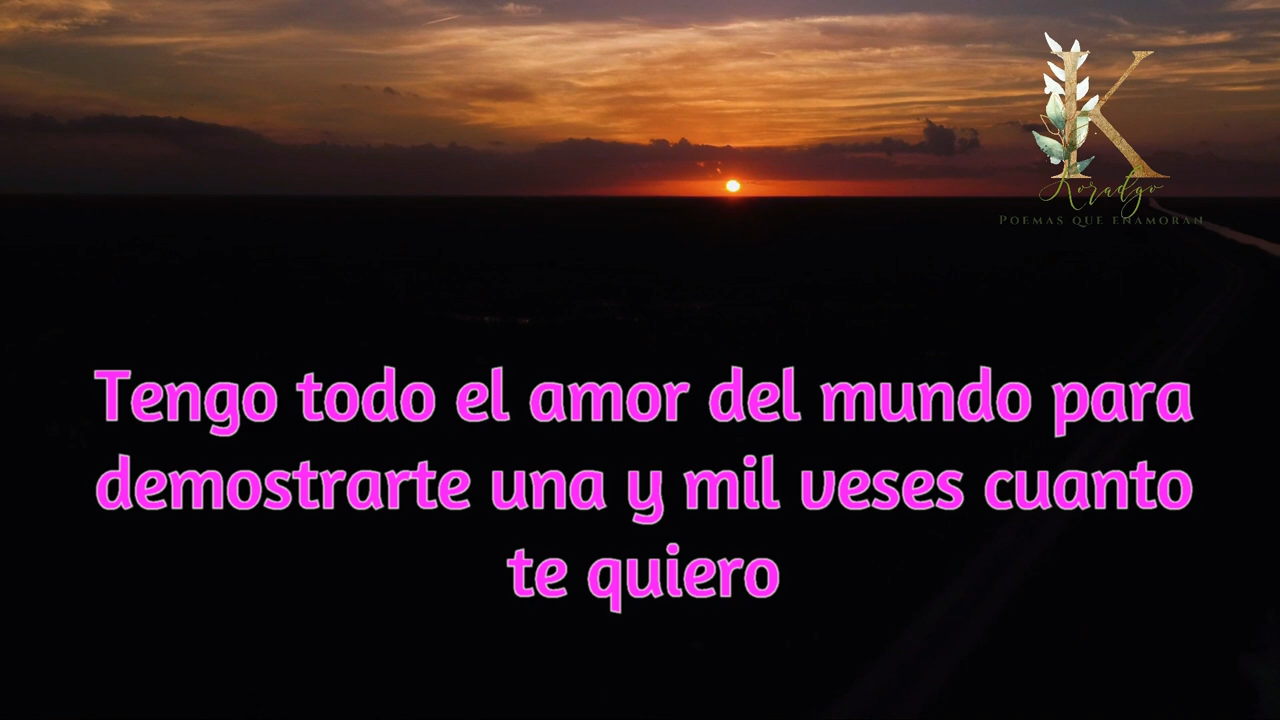 K
Koradgo
POEMAS QUE ENAMORAN
Tengo todo el amor del mundo para
demostrarte una y mil veses cuanto
te quiero